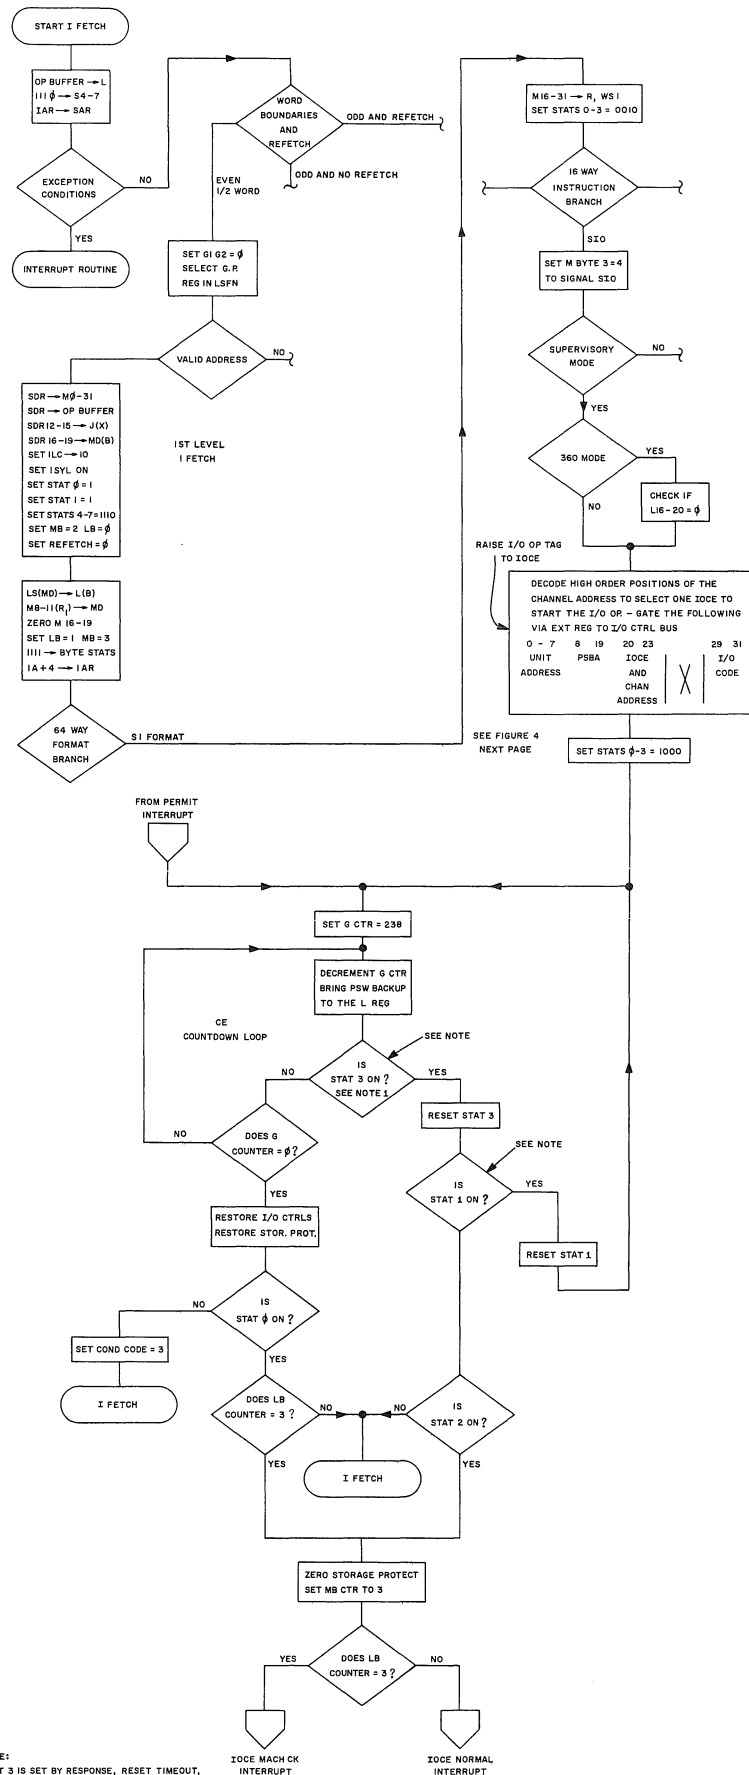 START I FETCH
OP BUFFER → L
111ϕ → S4-7
IAR → SAR
EXCEPTION
CONDITIONS
NO
YES
INTERRUPT ROUTINE
WORD
BOUNDARIES
AND
REFETCH
ODD AND REFETCH
ODD AND NO REFETCH
EVEN
1/2 WORD
SET G1 G2 = ϕ
SELECT G.P.
REG IN LSFN
VALID ADDRESS
NO
SDR → Mϕ-31
SDR → OP BUFFER
SDR 12-15 → J(X)
SDR 16-19 → MD(B)
SET ILC → 10
SET ISYL ON
SET STAT ϕ = 1
SET STAT 1 = 1
SET STATS 4-7 = 1110
SET MB = 2 LB = ϕ
SET REFETCH = ϕ
1ST LEVEL
I FETCH
LS(MD) → L(B)
M8-11(R1) → MD
ZERO M 16-19
SET LB = 1 MB = 3
1111 → BYTE STATS
IA + 4 → IAR
64 WAY
FORMAT
BRANCH
SI FORMAT
M16-31 → R, WS1
SET STATS 0-3 = 0010
16 WAY
INSTRUCTION
BRANCH
SIO
SET M BYTE 3 = 4
TO SIGNAL SIO
SUPERVISORY
MODE
NO
YES
360 MODE
YES
NO
CHECK IF
L16-20 = ϕ
RAISE I/O OP TAG
TO IOCE
DECODE HIGH ORDER POSITIONS OF THE
CHANNEL ADDRESS TO SELECT ONE IOCE TO
START THE I/O OP. - GATE THE FOLLOWING
VIA EXT REG TO I/O CTRL BUS
0 - 7 8 19 20 23 29 31
UNIT PSBA IOCE I/O
ADDRESS AND CODE
CHAN
ADDRESS
SEE FIGURE 4
NEXT PAGE
SET STATS ϕ-3 = 1000
FROM PERMIT
INTERRUPT
SET G CTR = 238
DECREMENT G CTR
BRING PSW BACKUP
TO THE L REG
CE
COUNTDOWN LOOP
SEE NOTE
IS
STAT 3 ON ?
SEE NOTE 1
NO
YES
RESET STAT 3
DOES G
COUNTER = ϕ ?
NO
YES
SEE NOTE
IS
STAT 1 ON ?
YES
RESET STAT 1
RESTORE I/O CTRLS
RESTORE STOR. PROT.
IS
STAT ϕ ON ?
NO
YES
SET COND CODE = 3
I FETCH
DOES LB
COUNTER = 3 ?
NO
YES
NO
IS
STAT 2 ON ?
YES
I FETCH
ZERO STORAGE PROTECT
SET MB CTR TO 3
DOES LB
COUNTER = 3 ?
YES
NO
IOCE MACH CK
INTERRUPT
IOCE NORMAL
INTERRUPT
E:
T 3 IS SET BY RESPONSE, RESET TIMEOUT,